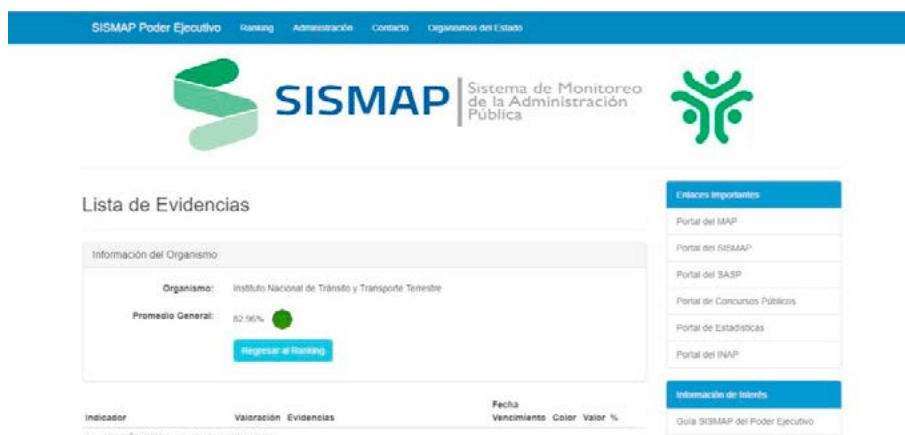 SISMAP Poder Ejecutivo Ranking Administración Contacto Organismos del Estado
SISMAP
Sistema de Monitoreo
de la Administración
Pública
Lista de Evidencias
Información del Organismo
Organismo: Instituto Nacional de Tránsito y Transporte Terrestre
Promedio General: 82.96%
Regresar al Ranking
Indicador Valoración Evidencias Fecha
Vencimiento Color Valor %
Enlaces Importantes
Portal del MAP
Portal del SISMAP
Portal del SASP
Portal de Concursos Públicos
Portal de Estadísticas
Portal del INAP
Información de Interés
Guía SISMAP del Poder Ejecutivo